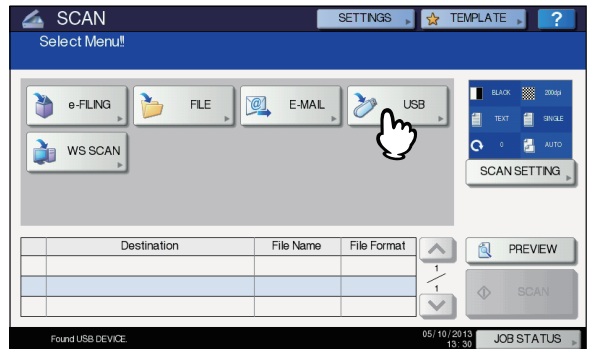 SCAN SETTINGS TEMPLATE ?
Select Menu!!
e-FILING FILE E-MAIL USB
WS SCAN
BLACK 200dpi
TEXT SINGLE
0 AUTO
SCAN SETTING
Destination File Name File Format
1
1
PREVIEW
SCAN
Found USB DEVICE.
05/10/2013
13:30
JOB STATUS